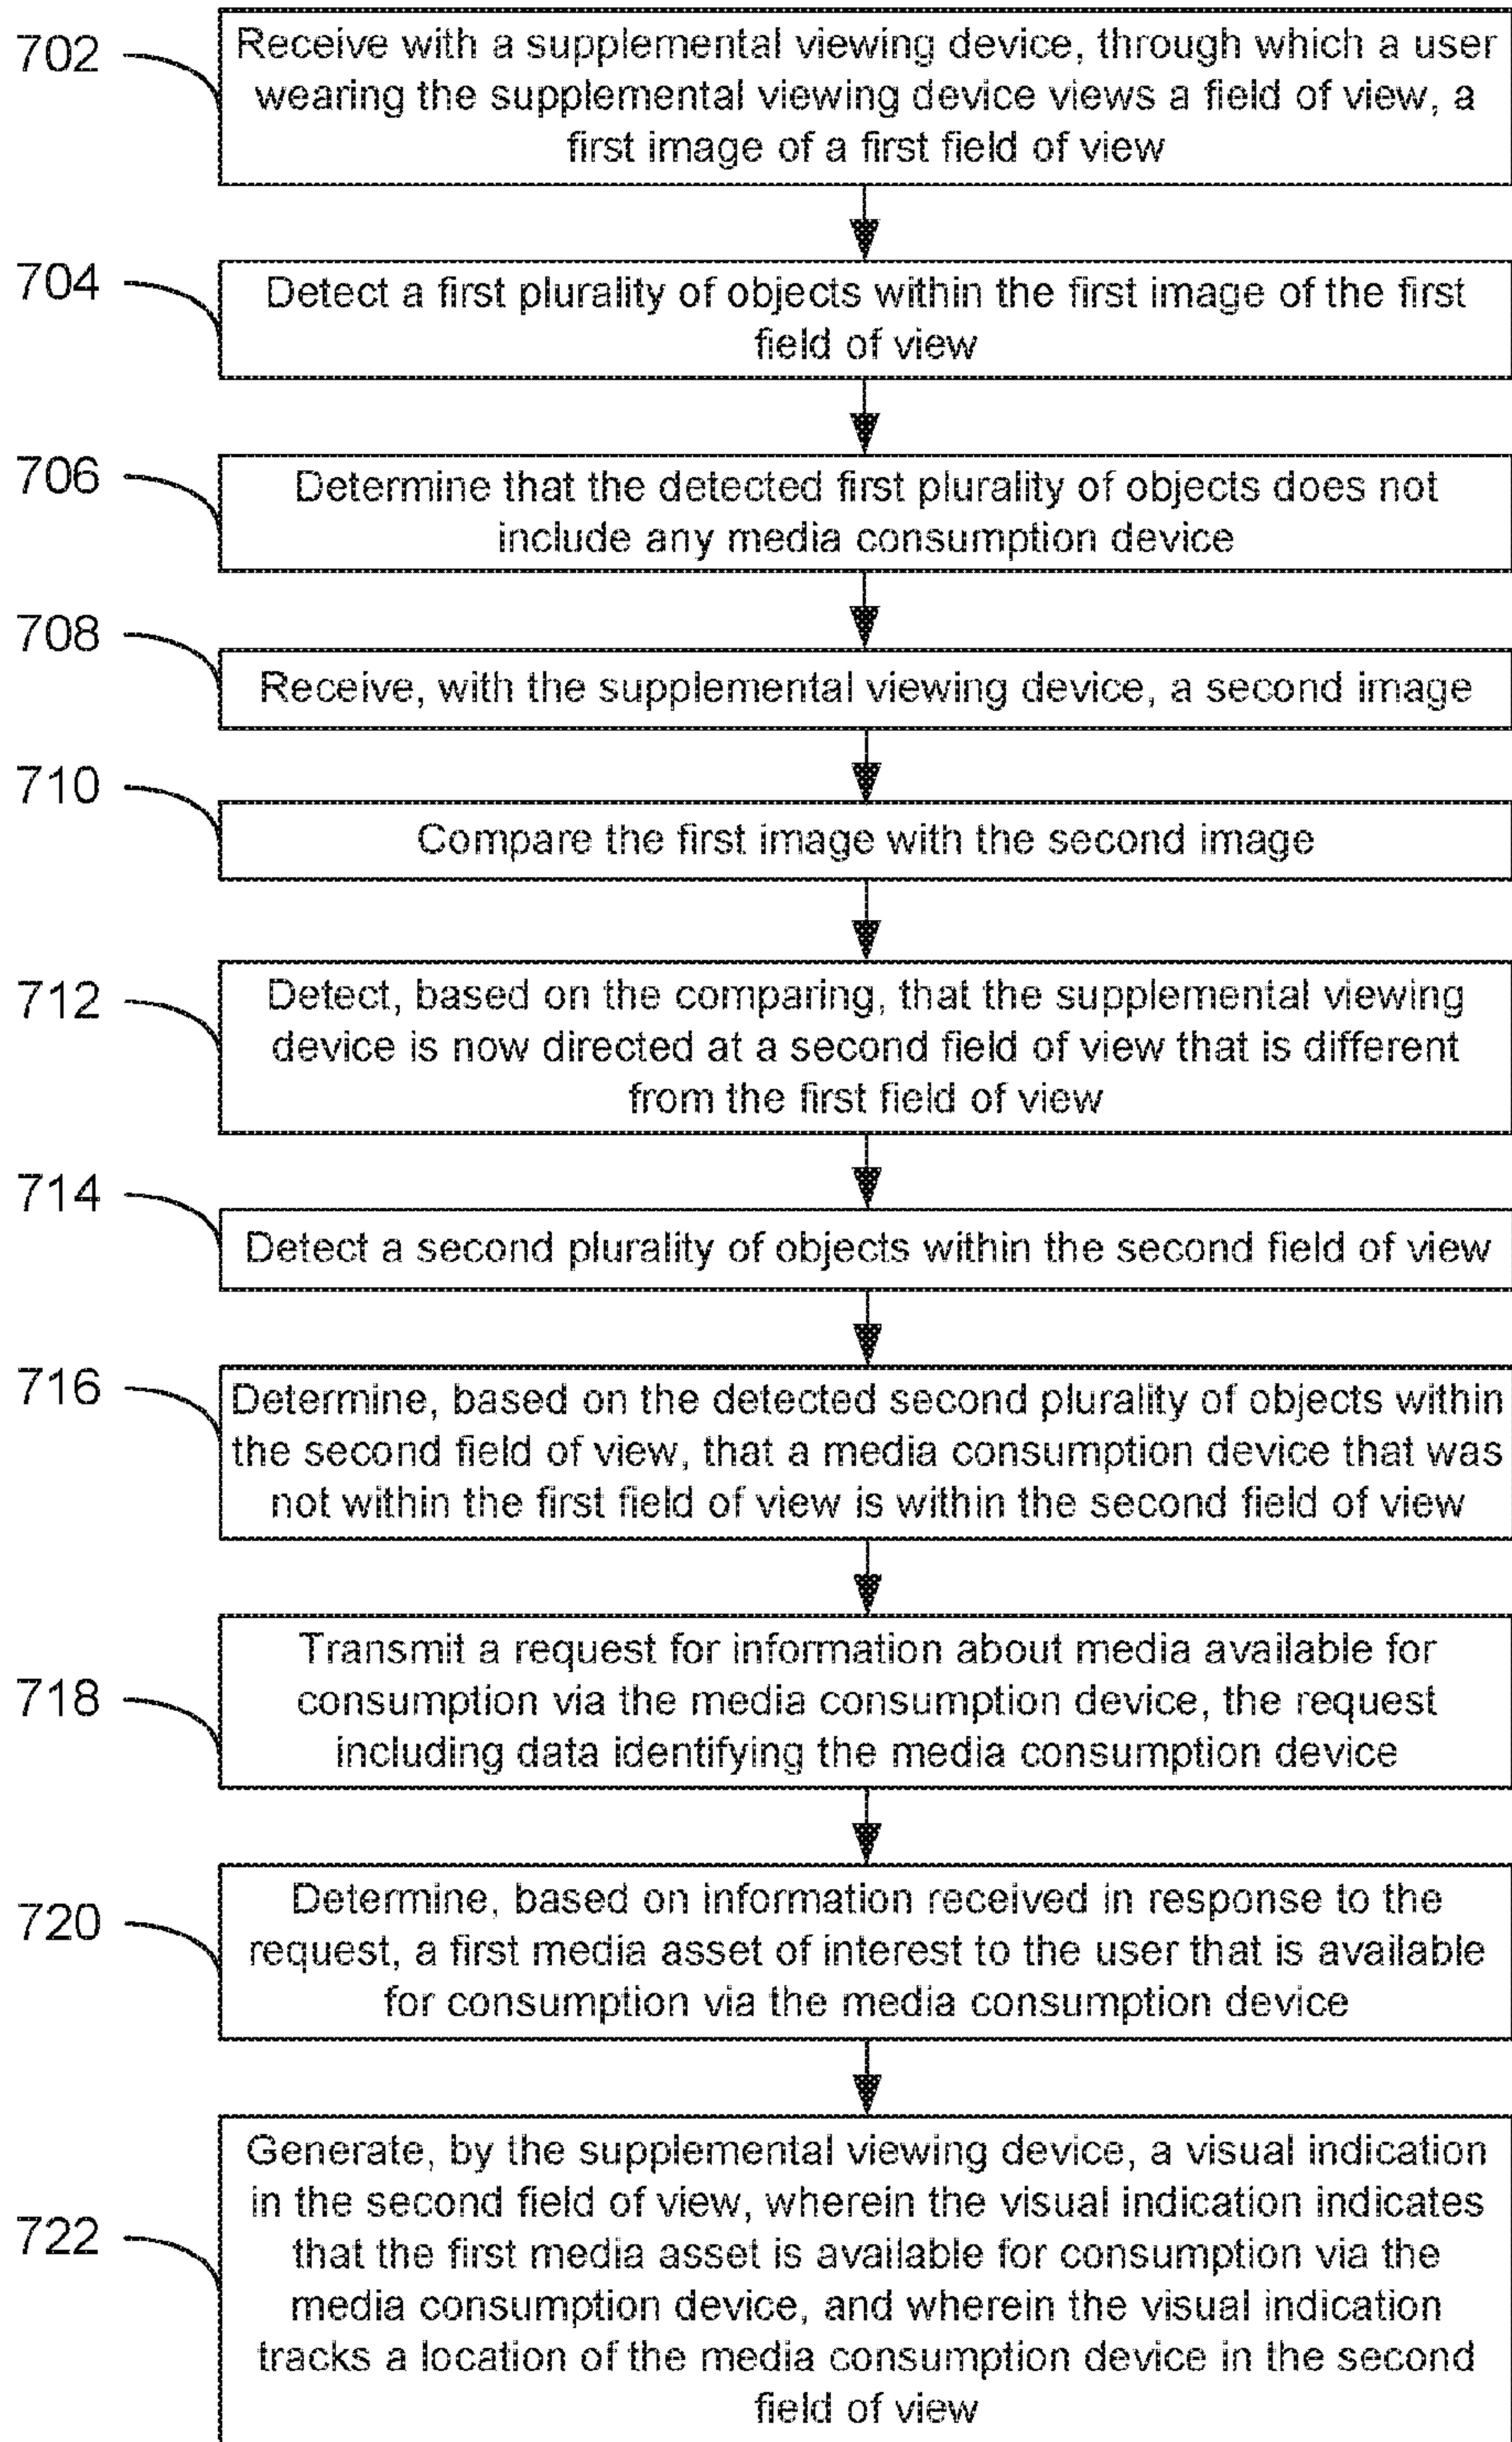 702
Receive with a supplemental viewing device, through which a user
wearing the supplemental viewing device views a field of view, a
first image of a first field of view
704
Detect a first plurality of objects within the first image of the first
field of view
706
Determine that the detected first plurality of objects does not
include any media consumption device
708
Receive, with the supplemental viewing device, a second image
710
Compare the first image with the second image
712
Detect, based on the comparing, that the supplemental viewing
device is now directed at a second field of view that is different
from the first field of view
714
Detect a second plurality of objects within the second field of view
716
Determine, based on the detected second plurality of objects within
the second field of view, that a media consumption device that was
not within the first field of view is within the second field of view
718
Transmit a request for information about media available for
consumption via the media consumption device, the request
including data identifying the media consumption device
720
Determine, based on information received in response to the
request, a first media asset of interest to the user that is available
for consumption via the media consumption device
722
Generate, by the supplemental viewing device, a visual indication
in the second field of view, wherein the visual indication indicates
that the first media asset is available for consumption via the
media consumption device, and wherein the visual indication
tracks a location of the media consumption device in the second
field of view